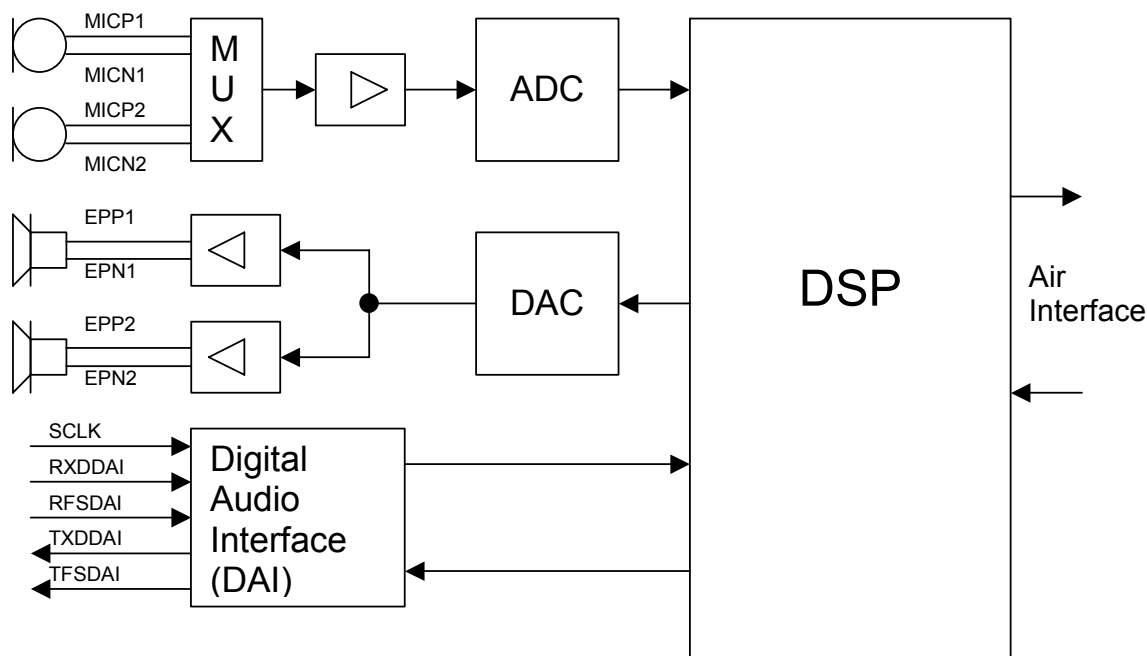 MICP1
MICN1
MICP2
MICN2
M
U
X
ADC
EPP1
EPN1
EPP2
EPN2
DAC
DSP
Air
Interface
SCLK
RXDDAI
RFSDAI
TXDDAI
TFSDAI
Digital
Audio
Interface
(DAI)